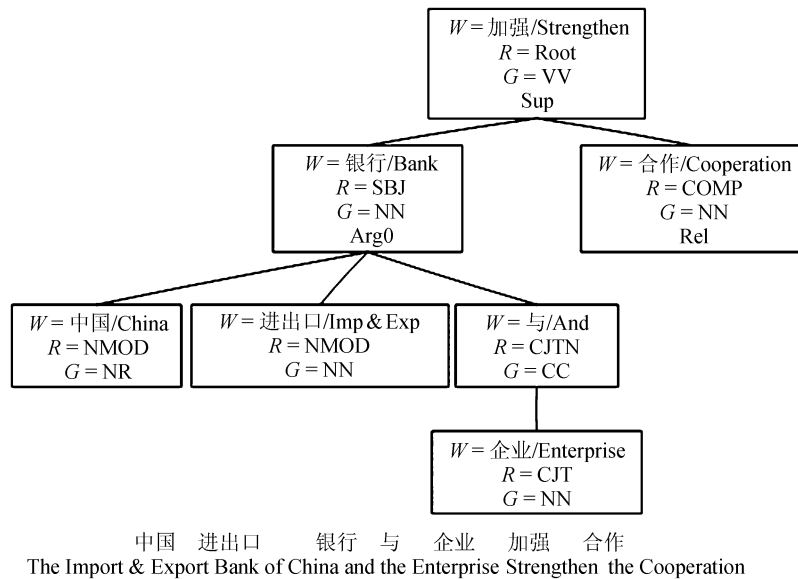 W = 加强/Strengthen
R = Root
G = VV
Sup
W = 银行/Bank
R = SBJ
G = NN
Arg0
W = 合作/Cooperation
R = COMP
G = NN
Rel
W = 中国/China
R = NMOD
G = NR
W = 进出口/Imp & Exp
R = NMOD
G = NN
W = 与/And
R = CJTN
G = CC
W = 企业/Enterprise
R = CJT
G = NN
中国 进出口 银行 与 企业 加强 合作
The Import & Export Bank of China and the Enterprise Strengthen the Cooperation